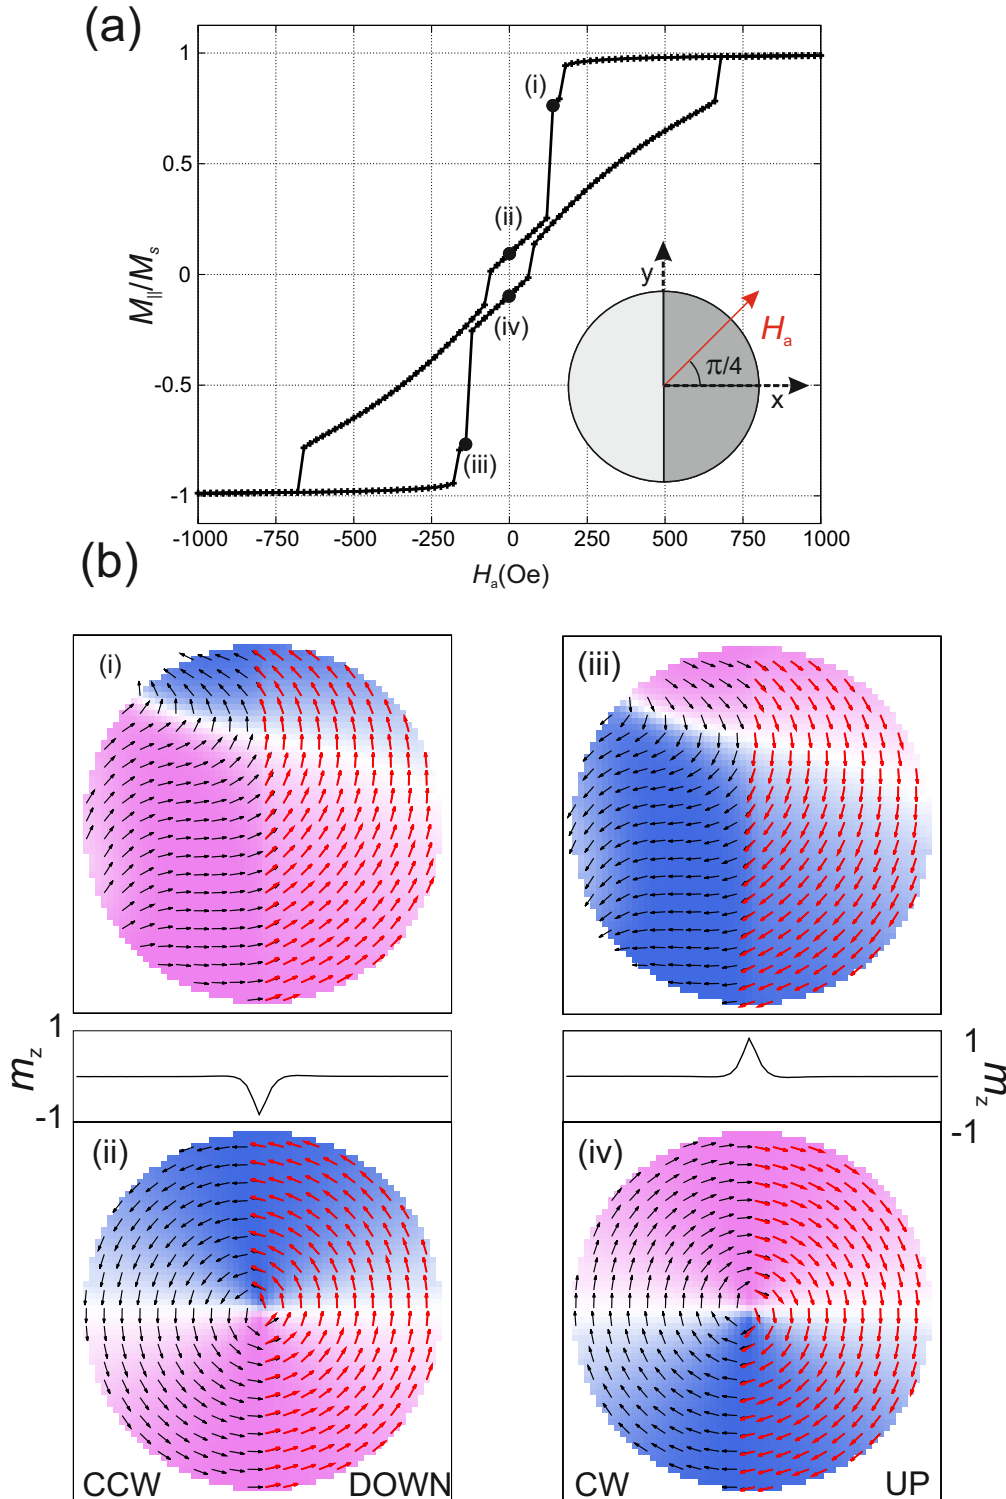 (a)
1
0.5
0
-0.5
-1
M||/Ms
-1000 -750 -500 -250 0 250 500 750 1000
Ha(Oe)
(i)
(ii)
(iii)
(iv)
y
x
Ha
π/4
(b)
(i)
(iii)
1
mz
-1
1
mz
-1
(ii)
CCW DOWN
(iv)
CW UP